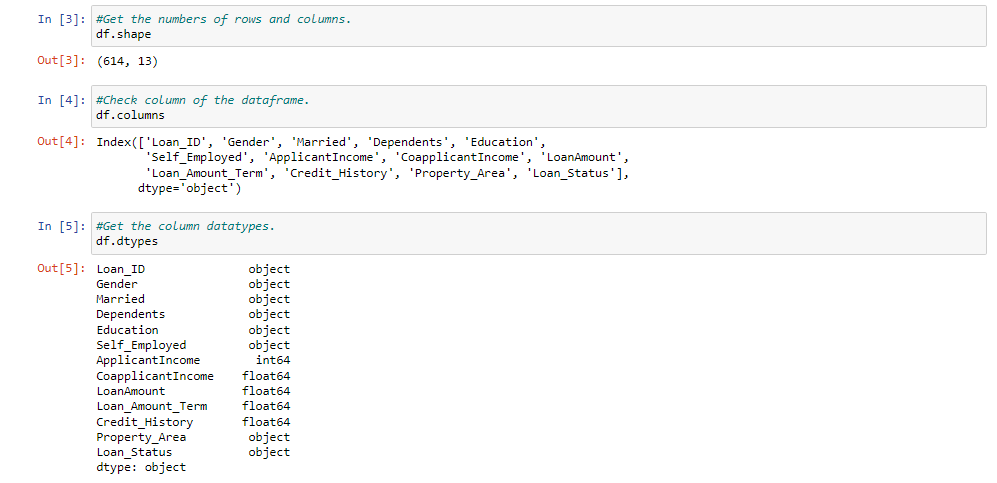 In [3]: #Get the numbers of rows and columns.
df.shape
Out[3]: (614, 13)
In [4]: #Check column of the dataframe.
df.columns
Out[4]: Index(['Loan_ID', 'Gender', 'Married', 'Dependents', 'Education',
'Self_Employed', 'ApplicantIncome', 'CoapplicantIncome', 'LoanAmount',
'Loan_Amount_Term', 'Credit_History', 'Property_Area', 'Loan_Status'],
dtype='object')
In [5]: #Get the column datatypes.
df.dtypes
Out[5]: Loan_ID object
Gender object
Married object
Dependents object
Education object
Self_Employed object
ApplicantIncome int64
CoapplicantIncome float64
LoanAmount float64
Loan_Amount_Term float64
Credit_History float64
Property_Area object
Loan_Status object
dtype: object